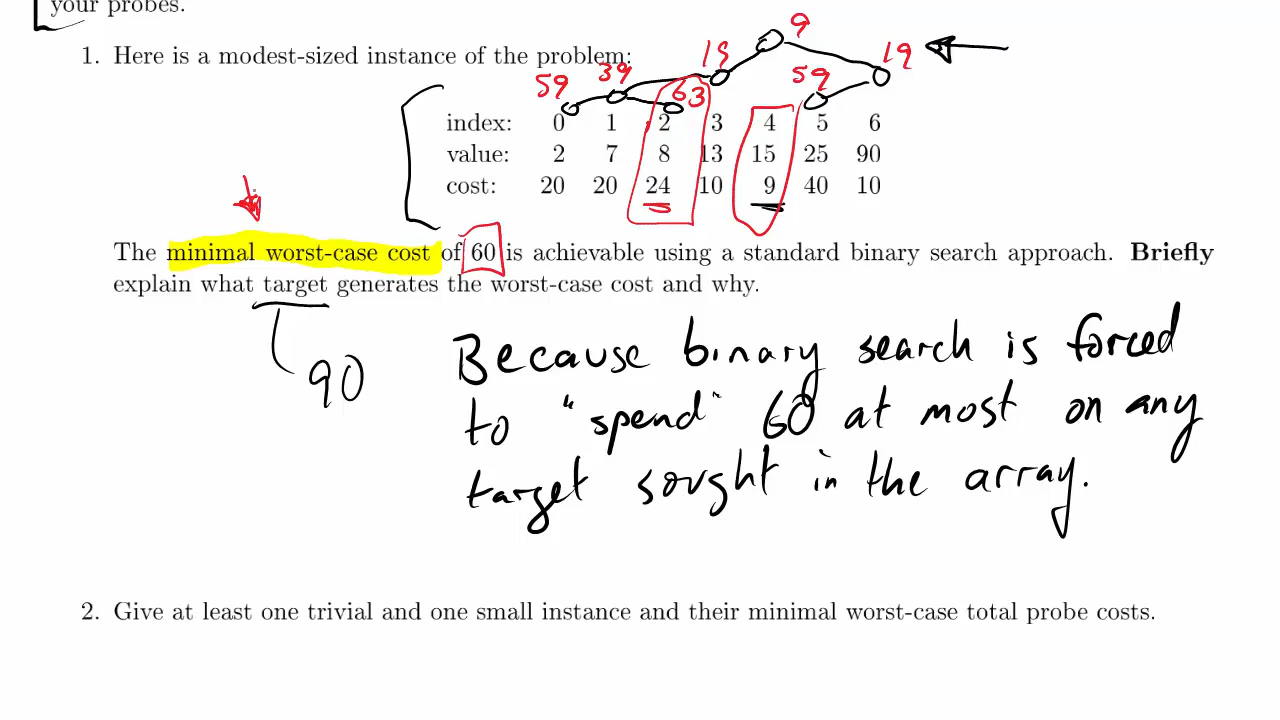 your probes.
1. Here is a modest-sized instance of the problem:
9
19
19
39
59
59
63
index: 0 1 2 3 4 5 6
value: 2 7 8 13 15 25 90
cost: 20 20 24 10 9 40 10
The minimal worst-case cost of 60 is achievable using a standard binary search approach. Briefly
explain what target generates the worst-case cost and why.
90
Because binary search is forced
to "spend" 60 at most on any
target sought in the array.
2. Give at least one trivial and one small instance and their minimal worst-case total probe costs.